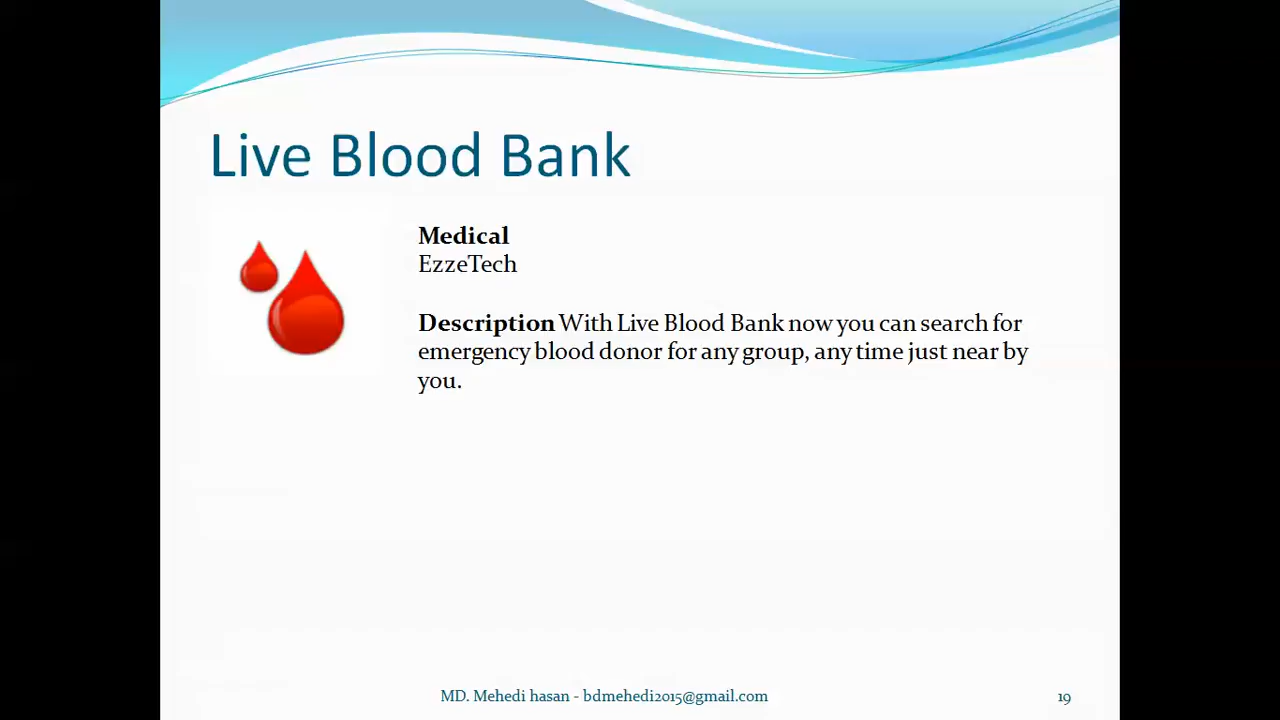 Live Blood Bank
Medical
EzzeTech
Description With Live Blood Bank now you can search for
emergency blood donor for any group, any time just near by
you.
MD. Mehedi hasan - bdmehedi2015@gmail.com
19